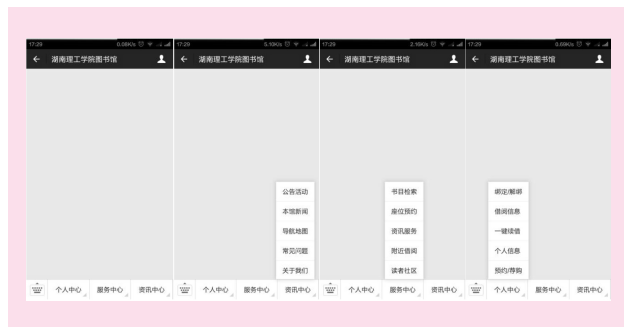 17:29 0.08K/s
湖南理工学院图书馆
个人中心 服务中心 资讯中心
17:29 5.10K/s
湖南理工学院图书馆
公告活动
本馆新闻
导航地图
常见问题
关于我们
个人中心 服务中心 资讯中心
17:29 2.16K/s
湖南理工学院图书馆
书目检索
座位预约
资讯服务
附近借阅
读者社区
个人中心 服务中心 资讯中心
17:29 0.69K/s
湖南理工学院图书馆
绑定/解绑
借阅信息
一键续借
个人信息
预约/荐购
个人中心 服务中心 资讯中心